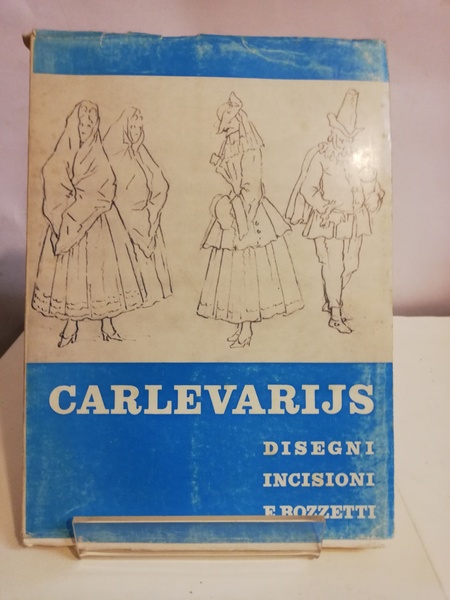 CARLEVARIJS
DISEGNI
INCISIONI
E BOZZETTI